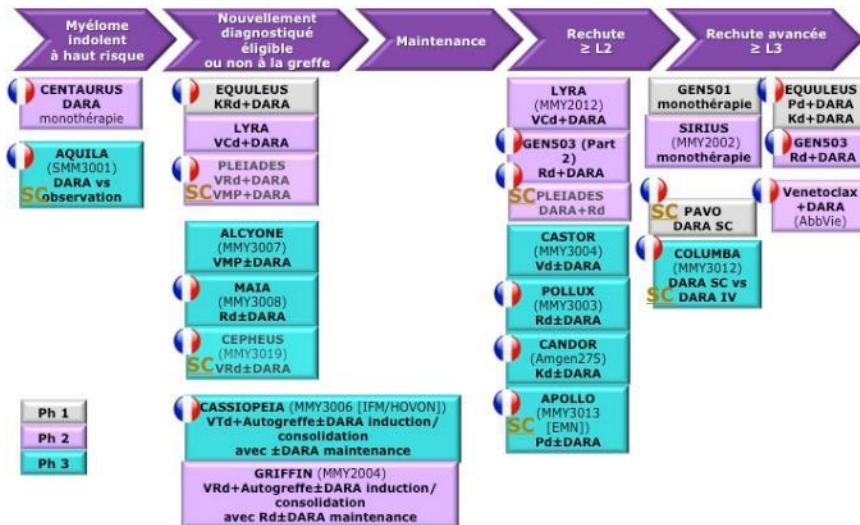 Myélome
indolent
à haut risque
Nouvellement
diagnostiqué
éligible
ou non à la greffe
Maintenance
Rechute
≥ L2
Rechute avancée
≥ L3
CENTAURUS
DARA
monothérapie
AQUILA
(SMM3001)
DARA vs
observation
SC
EQUULEUS
KRd+DARA
LYRA
VCd+DARA
PLEIADES
VRd+DARA
VMP+DARA
SC
ALCYONE
(MMY3007)
VMP±DARA
MAIA
(MMY3008)
Rd±DARA
CEPHEUS
(MMY3019)
VRd±DARA
SC
CASSIOPEIA (MMY3006 [IFM/HOVON])
VTd+Autogreffe±DARA induction/
consolidation
avec ±DARA maintenance
GRIFFIN (MMY2004)
VRd+Autogreffe±DARA induction/
consolidation
avec Rd±DARA maintenance
LYRA
(MMY2012)
VCd+DARA
GEN503 (Part
2)
Rd+DARA
PLEIADES
DARA+Rd
SC
CASTOR
(MMY3004)
Vd±DARA
POLLUX
(MMY3003)
Rd±DARA
CANDOR
(Amgen275)
Kd±DARA
APOLLO
(MMY3013
[EMN])
Pd±DARA
SC
GEN501
monothérapie
SIRIUS
(MMY2002)
monothérapie
PAVO
DARA SC
SC
COLUMBA
(MMY3012)
DARA SC vs
DARA IV
SC
EQUULEUS
Pd+DARA
Kd+DARA
GEN503
Rd+DARA
Venetoclax
+DARA
(AbbVie)
Ph 1
Ph 2
Ph 3